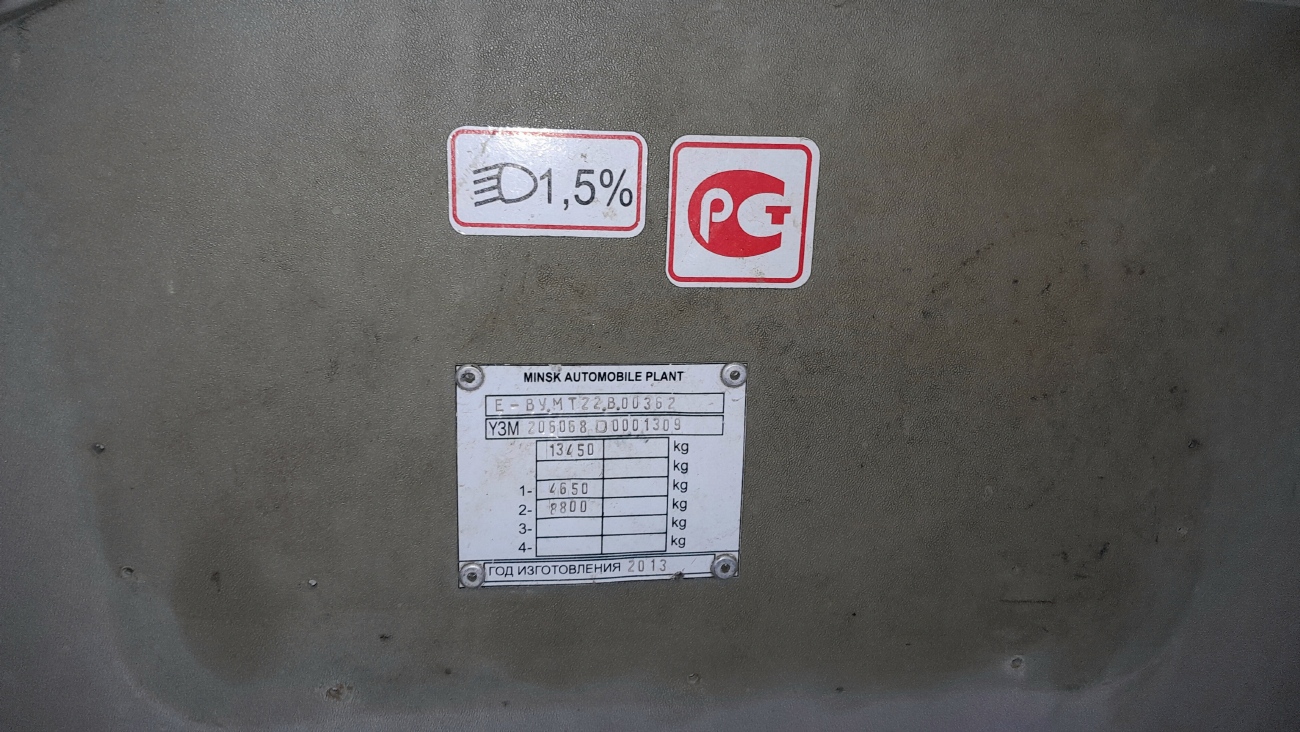 1,5%
РСТ
MINSK AUTOMOBILE PLANT
E-BY.MT22.B.00362
УЗМ 206068 D0001309
13450 kg
kg
1- 4650 kg
2- 8800 kg
3- kg
4- kg
ГОД ИЗГОТОВЛЕНИЯ 2013